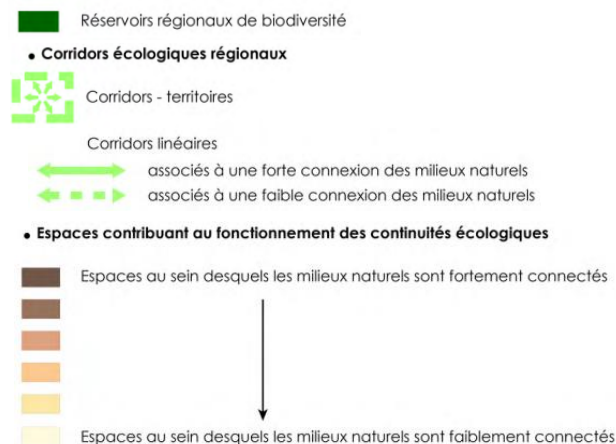 Réservoirs régionaux de biodiversité
• Corridors écologiques régionaux
Corridors - territoires
Corridors linéaires
associés à une forte connexion des milieux naturels
associés à une faible connexion des milieux naturels
• Espaces contribuant au fonctionnement des continuités écologiques
Espaces au sein desquels les milieux naturels sont fortement connectés
Espaces au sein desquels les milieux naturels sont faiblement connectés